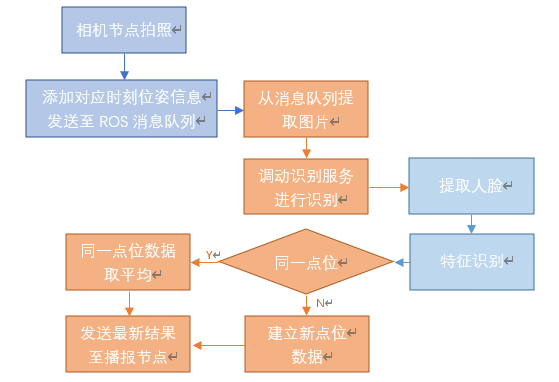 相机节点拍照
添加对应时刻位姿信息
发送至 ROS 消息队列
从消息队列提
取图片
调动识别服务
进行识别
提取人脸
特征识别
同一点位
Y
同一点位数据
取平均
N
建立新点位
数据
发送最新结果
至播报节点